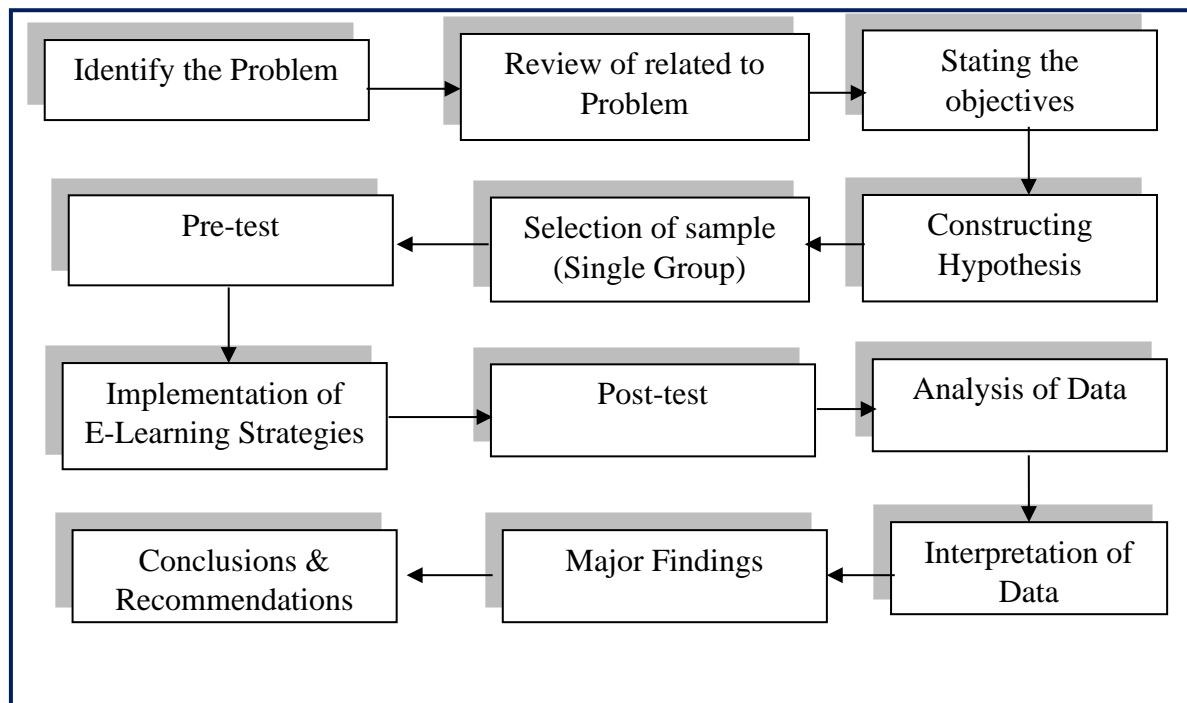 Identify the Problem
Review of related to
Problem
Stating the
objectives
Constructing
Hypothesis
Selection of sample
(Single Group)
Pre-test
Implementation of
E-Learning Strategies
Post-test
Analysis of Data
Interpretation of
Data
Major Findings
Conclusions &
Recommendations